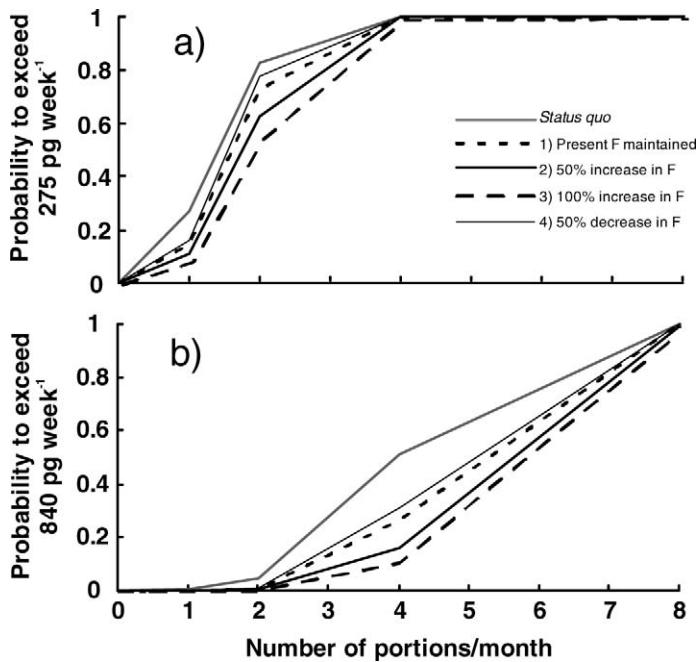 a)
Probability to exceed
275 pg week⁻¹
1
0.8
0.6
0.4
0.2
0
Status quo
1) Present F maintained
2) 50% increase in F
3) 100% increase in F
4) 50% decrease in F
b)
Probability to exceed
840 pg week⁻¹
1
0.8
0.6
0.4
0.2
0
0 1 2 3 4 5 6 7 8
Number of portions/month